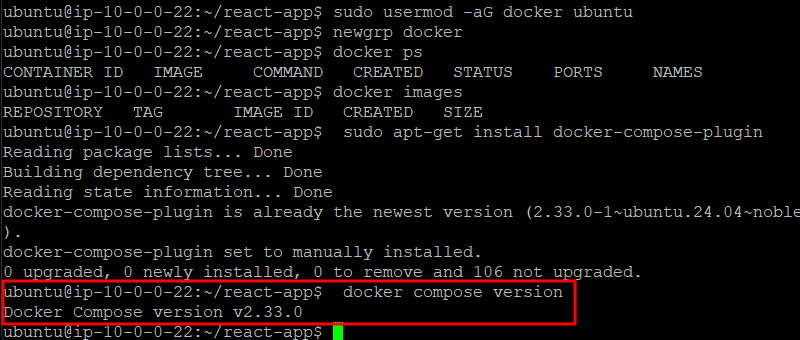 ubuntu@ip-10-0-0-22:~/react-app$ sudo usermod -aG docker ubuntu
ubuntu@ip-10-0-0-22:~/react-app$ newgrp docker
ubuntu@ip-10-0-0-22:~/react-app$ docker ps
CONTAINER ID   IMAGE     COMMAND   CREATED   STATUS    PORTS     NAMES
ubuntu@ip-10-0-0-22:~/react-app$ docker images
REPOSITORY   TAG       IMAGE ID   CREATED   SIZE
ubuntu@ip-10-0-0-22:~/react-app$  sudo apt-get install docker-compose-plugin
Reading package lists... Done
Building dependency tree... Done
Reading state information... Done
docker-compose-plugin is already the newest version (2.33.0-1~ubuntu.24.04~noble
).
docker-compose-plugin set to manually installed.
0 upgraded, 0 newly installed, 0 to remove and 106 not upgraded.
ubuntu@ip-10-0-0-22:~/react-app$  docker compose version
Docker Compose version v2.33.0
ubuntu@ip-10-0-0-22:~/react-app$